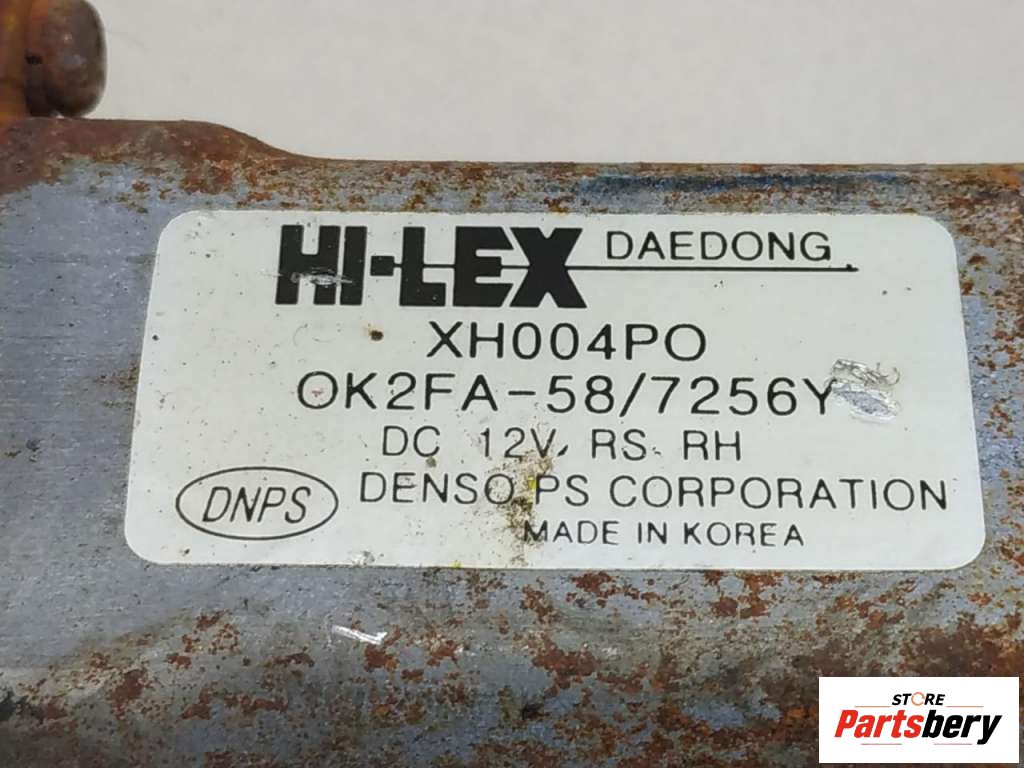 HI-LEX DAEDONG
XH004PO
OK2FA-58/7256Y
DC 12V, RS RH
DNPS DENSO PS CORPORATION
MADE IN KOREA
STORE
Partsbery